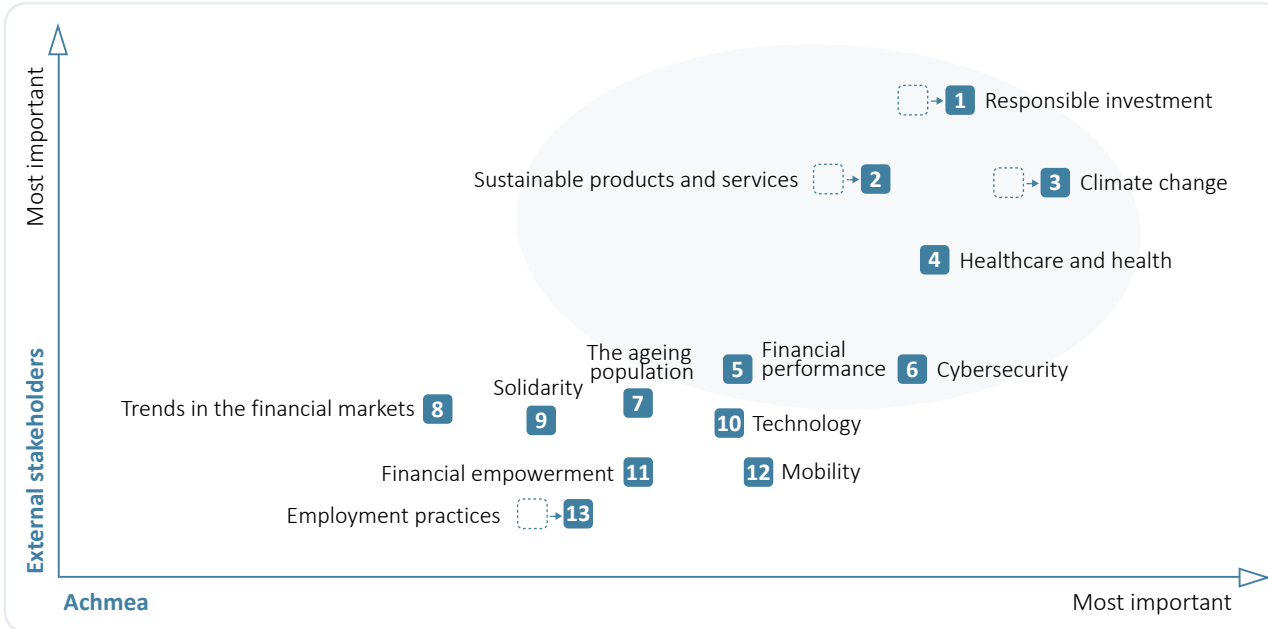 Most important
External stakeholders
1 Responsible investment
Sustainable products and services 2
3 Climate change
4 Healthcare and health
5 Financial
performance
6 Cybersecurity
The ageing
population
7
Trends in the financial markets 8
Solidarity
9
10 Technology
Financial empowerment 11
12 Mobility
Employment practices 13
Achmea
Most important